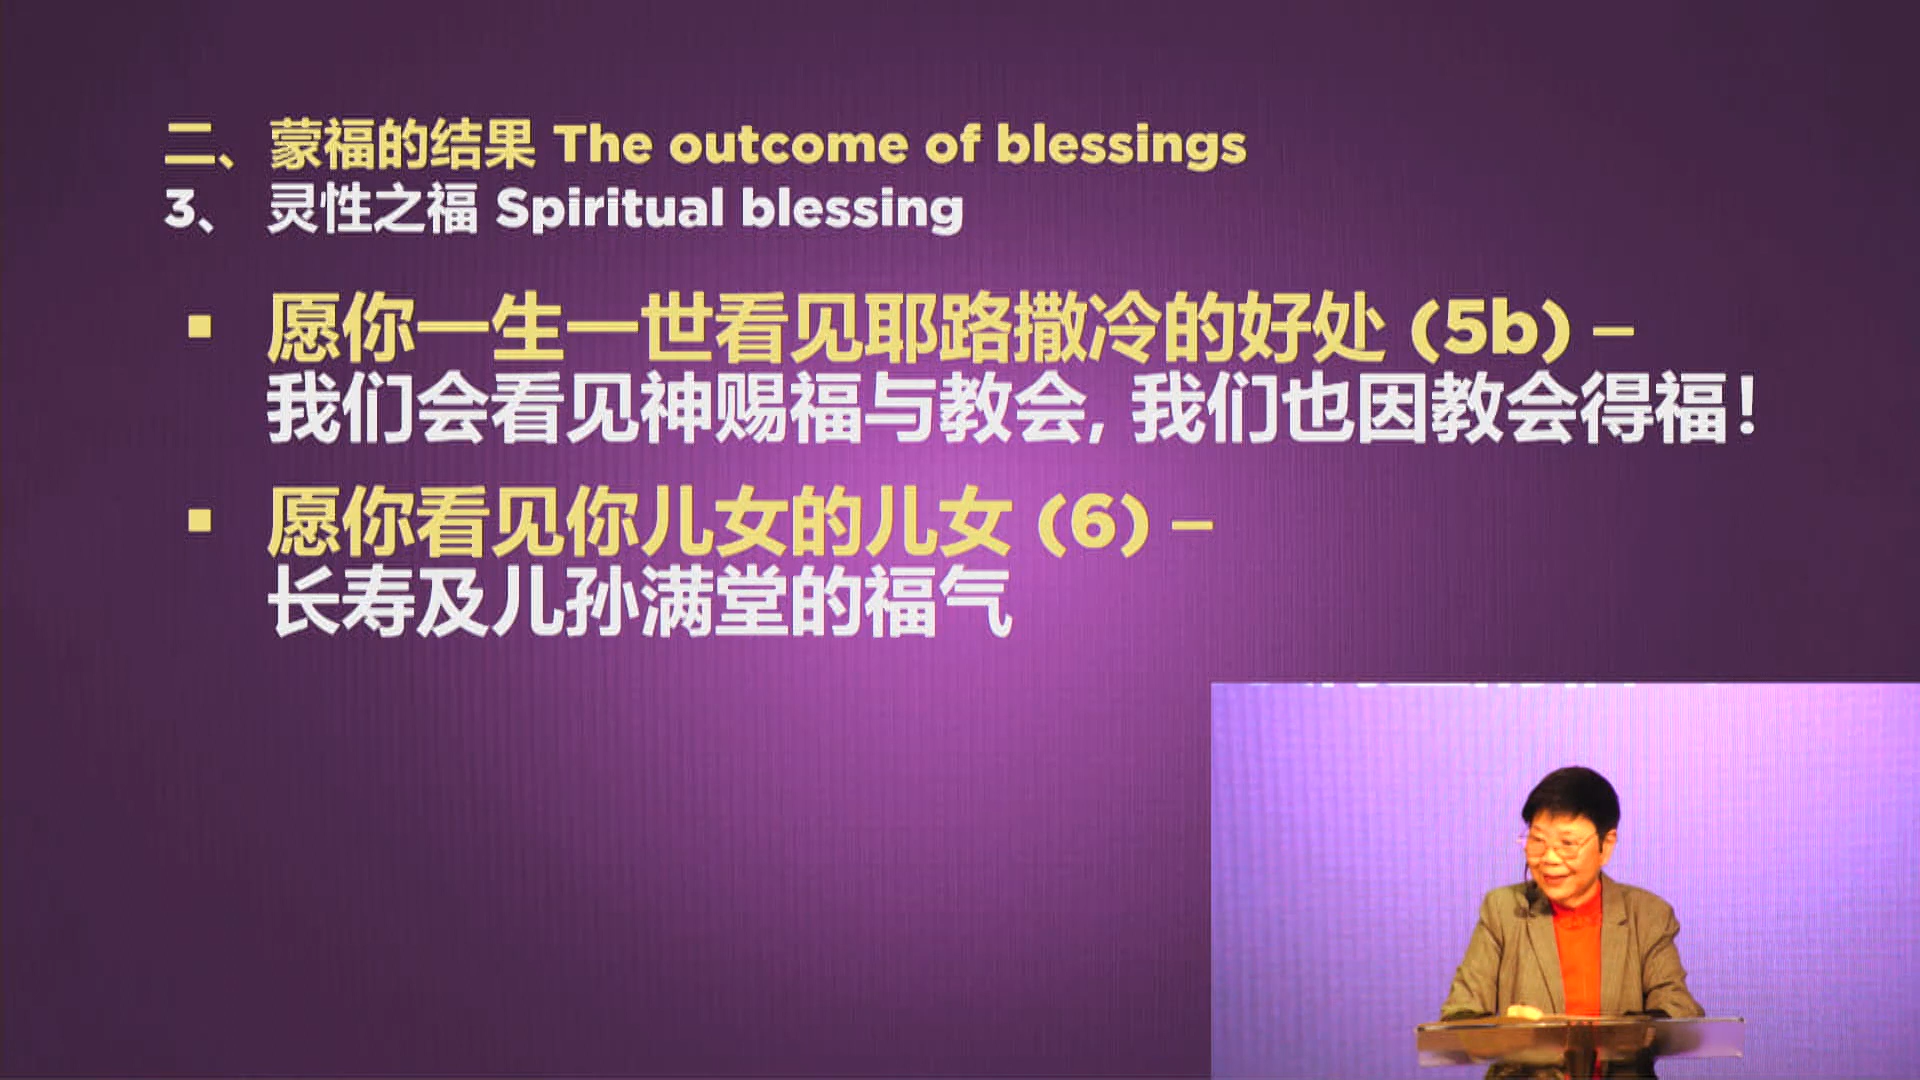 二、蒙福的结果 The outcome of blessings
3、 灵性之福 Spiritual blessing
▪ 愿你一生一世看见耶路撒冷的好处 (5b) –
我们会看见神赐福与教会, 我们也因教会得福!
▪ 愿你看见你儿女的儿女 (6) –
长寿及儿孙满堂的福气